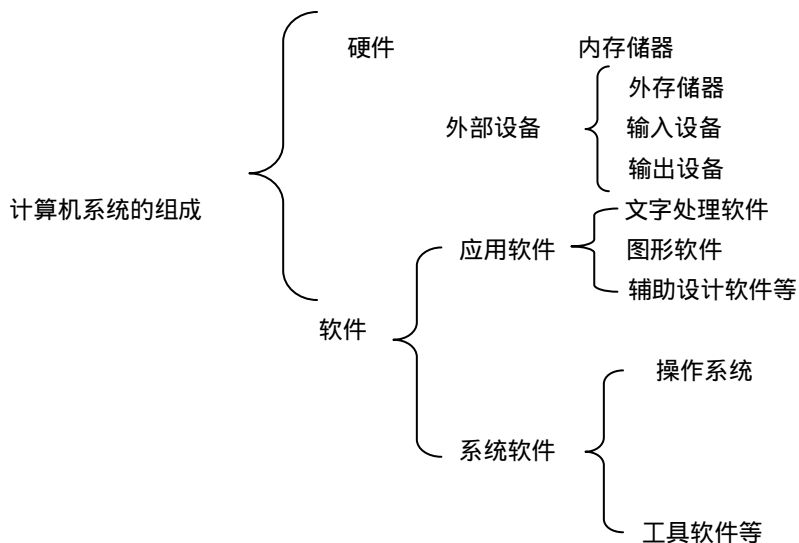 硬件 内存储器
外存储器
外部设备 输入设备
输出设备
计算机系统的组成 文字处理软件
应用软件 图形软件
辅助设计软件等
软件
操作系统
系统软件
工具软件等